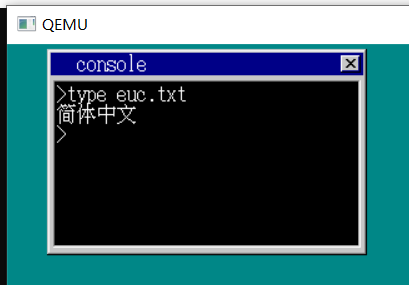 QEMU
console
>type euc.txt
简体中文
>